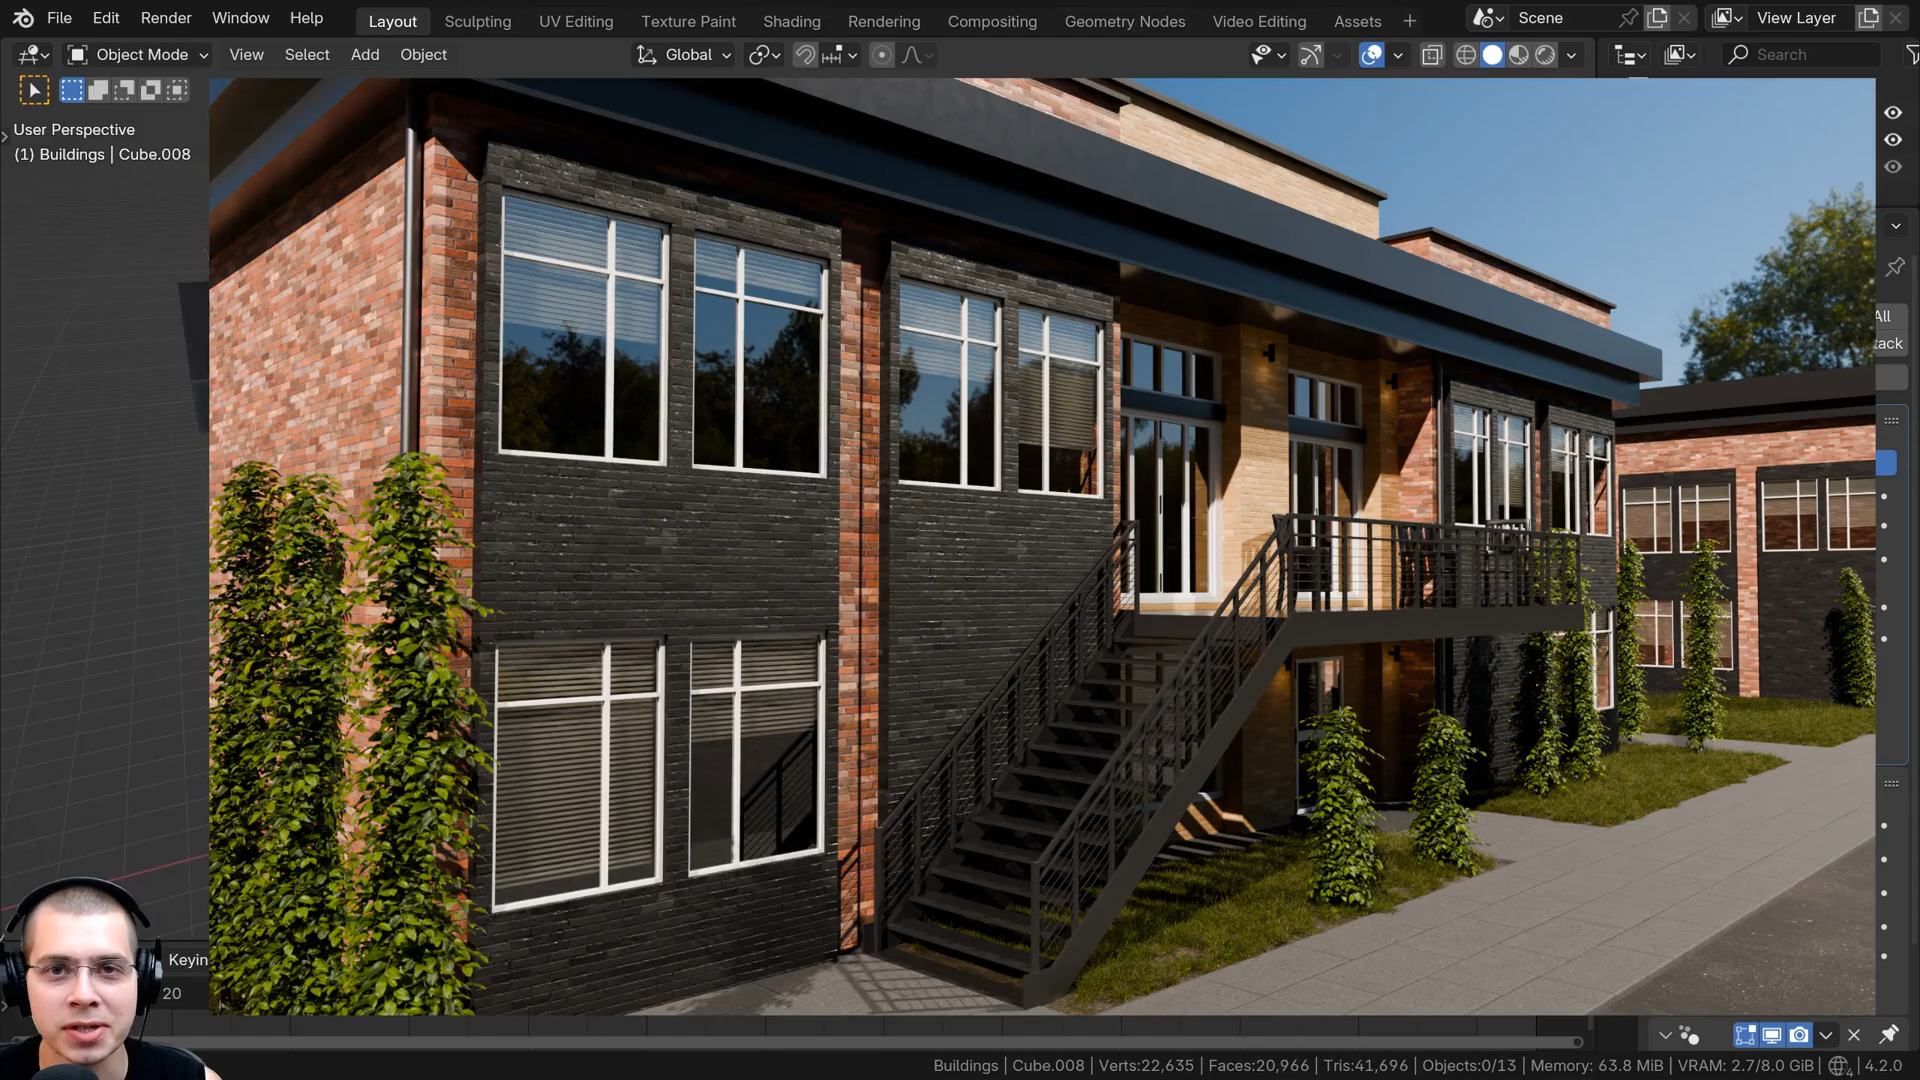 File Edit Render Window Help Layout Sculpting UV Editing Texture Paint Shading Rendering Compositing Geometry Nodes Video Editing Assets + Scene View Layer
Object Mode View Select Add Object Global Search
User Perspective
(1) Buildings | Cube.008
All
tack
Keyin
20
Buildings | Cube.008 | Verts:22,635 | Faces:20,966 | Tris:41,696 | Objects:0/13 | Memory: 63.8 MiB | VRAM: 2.7/8.0 GiB | 4.2.0